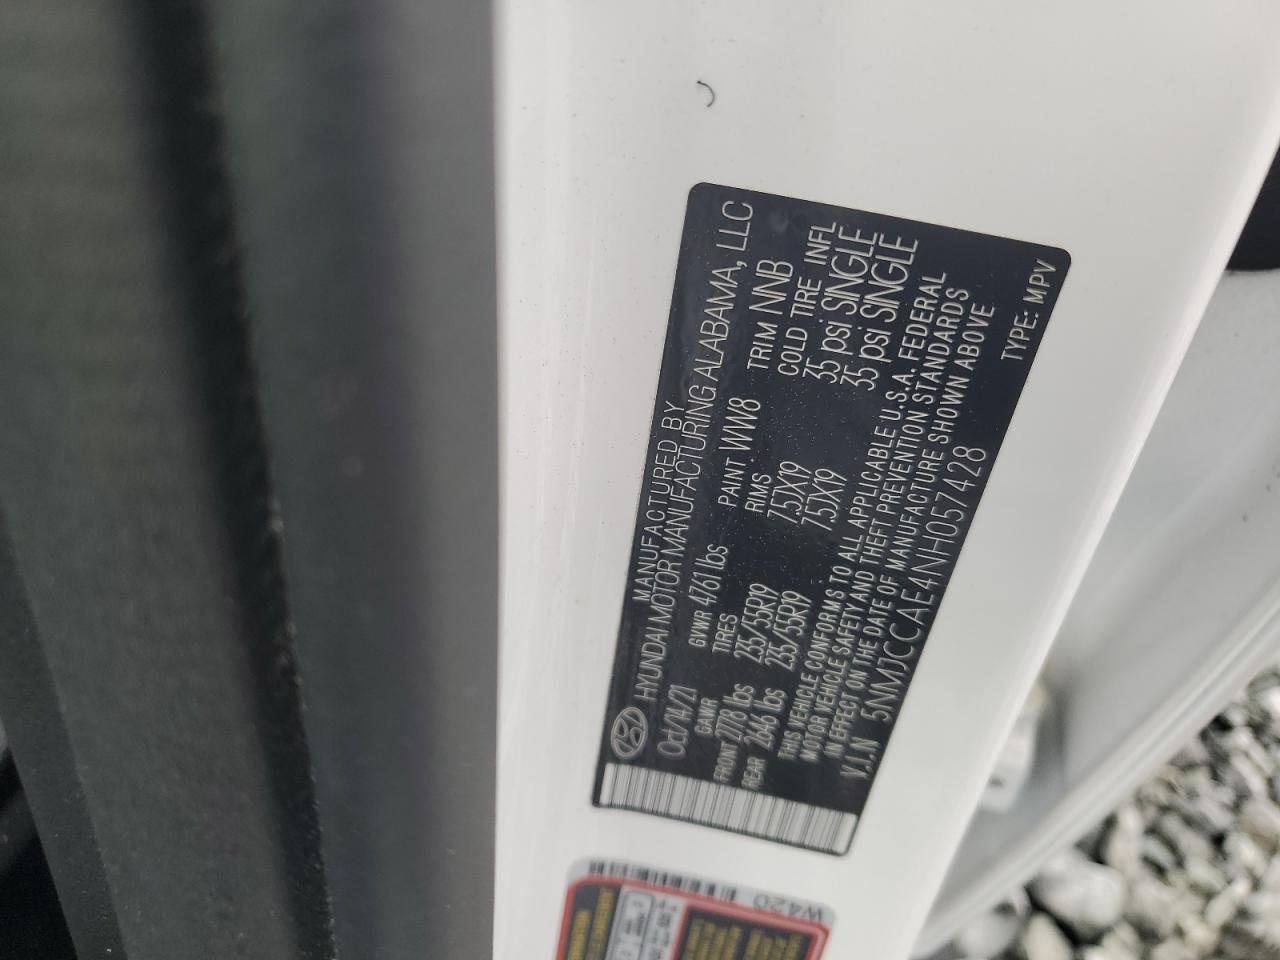 MANUFACTURED BY
HYUNDAI MOTOR MANUFACTURING ALABAMA, LLC
Oct/14/21 GVWR 4761 lbs PAINT WW8 TRIM NNB
GAWR TIRES RIMS COLD TIRE INFL
FRONT 2778 lbs 235/55R19 7.5JX19 35 psi SINGLE
REAR 2646 lbs 235/55R19 7.5JX19 35 psi SINGLE
THIS VEHICLE CONFORMS TO ALL APPLICABLE U.S.A. FEDERAL
MOTOR VEHICLE SAFETY AND THEFT PREVENTION STANDARDS
IN EFFECT ON THE DATE OF MANUFACTURE SHOWN ABOVE
V.I.N 5NMJCCAE4NH057428
TYPE: MPV
W420